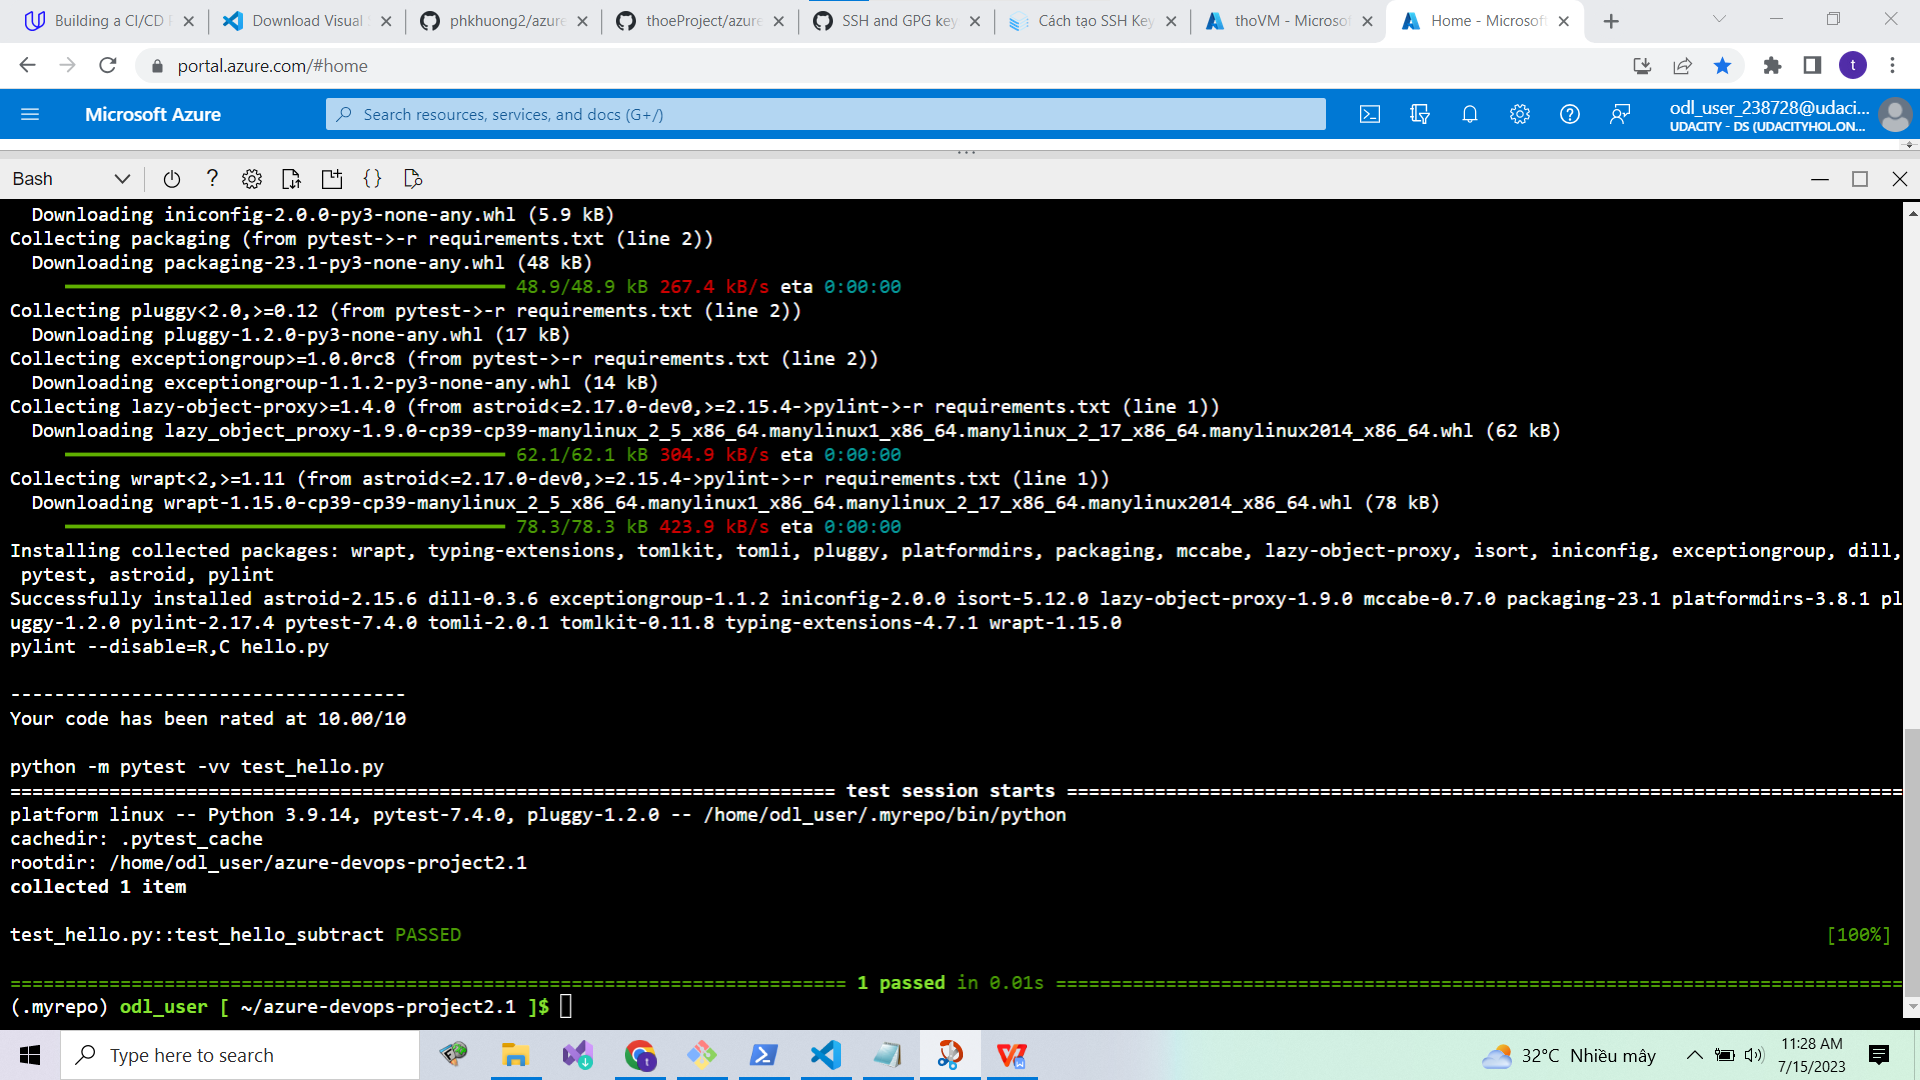 Building a CI/CD
Download Visual
phkhuong2/azure
thoeProject/azure
SSH and GPG key
Cách tạo SSH Key
thoVM - Microsof
Home - Microsoft
portal.azure.com/#home
t
Microsoft Azure
Search resources, services, and docs (G+/)
odl_user_238728@udaci...
UDACITY - DS (UDACITYHOL.ON...
Bash
Downloading iniconfig-2.0.0-py3-none-any.whl (5.9 kB)
Collecting packaging (from pytest->-r requirements.txt (line 2))
Downloading packaging-23.1-py3-none-any.whl (48 kB)
48.9/48.9 kB 267.4 kB/s eta 0:00:00
Collecting pluggy<2.0,>=0.12 (from pytest->-r requirements.txt (line 2))
Downloading pluggy-1.2.0-py3-none-any.whl (17 kB)
Collecting exceptiongroup>=1.0.0rc8 (from pytest->-r requirements.txt (line 2))
Downloading exceptiongroup-1.1.2-py3-none-any.whl (14 kB)
Collecting lazy-object-proxy>=1.4.0 (from astroid<=2.17.0-dev0,>=2.15.4->pylint->-r requirements.txt (line 1))
Downloading lazy_object_proxy-1.9.0-cp39-cp39-manylinux_2_5_x86_64.manylinux1_x86_64.manylinux_2_17_x86_64.manylinux2014_x86_64.whl (62 kB)
62.1/62.1 kB 304.9 kB/s eta 0:00:00
Collecting wrapt<2,>=1.11 (from astroid<=2.17.0-dev0,>=2.15.4->pylint->-r requirements.txt (line 1))
Downloading wrapt-1.15.0-cp39-cp39-manylinux_2_5_x86_64.manylinux1_x86_64.manylinux_2_17_x86_64.manylinux2014_x86_64.whl (78 kB)
78.3/78.3 kB 423.9 kB/s eta 0:00:00
Installing collected packages: wrapt, typing-extensions, tomlkit, tomli, pluggy, platformdirs, packaging, mccabe, lazy-object-proxy, isort, iniconfig, exceptiongroup, dill,
pytest, astroid, pylint
Successfully installed astroid-2.15.6 dill-0.3.6 exceptiongroup-1.1.2 iniconfig-2.0.0 isort-5.12.0 lazy-object-proxy-1.9.0 mccabe-0.7.0 packaging-23.1 platformdirs-3.8.1 pl
uggy-1.2.0 pylint-2.17.4 pytest-7.4.0 tomli-2.0.1 tomlkit-0.11.8 typing-extensions-4.7.1 wrapt-1.15.0
pylint --disable=R,C hello.py
------------------------------------
Your code has been rated at 10.00/10
python -m pytest -vv test_hello.py
=========================================================================== test session starts ============================================================================
platform linux -- Python 3.9.14, pytest-7.4.0, pluggy-1.2.0 -- /home/odl_user/.myrepo/bin/python
cachedir: .pytest_cache
rootdir: /home/odl_user/azure-devops-project2.1
collected 1 item
test_hello.py::test_hello_subtract PASSED [100%]
============================================================================ 1 passed in 0.01s =============================================================================
(.myrepo) odl_user [ ~/azure-devops-project2.1 ]$
Type here to search
32°C Nhiều mây
11:28 AM
7/15/2023